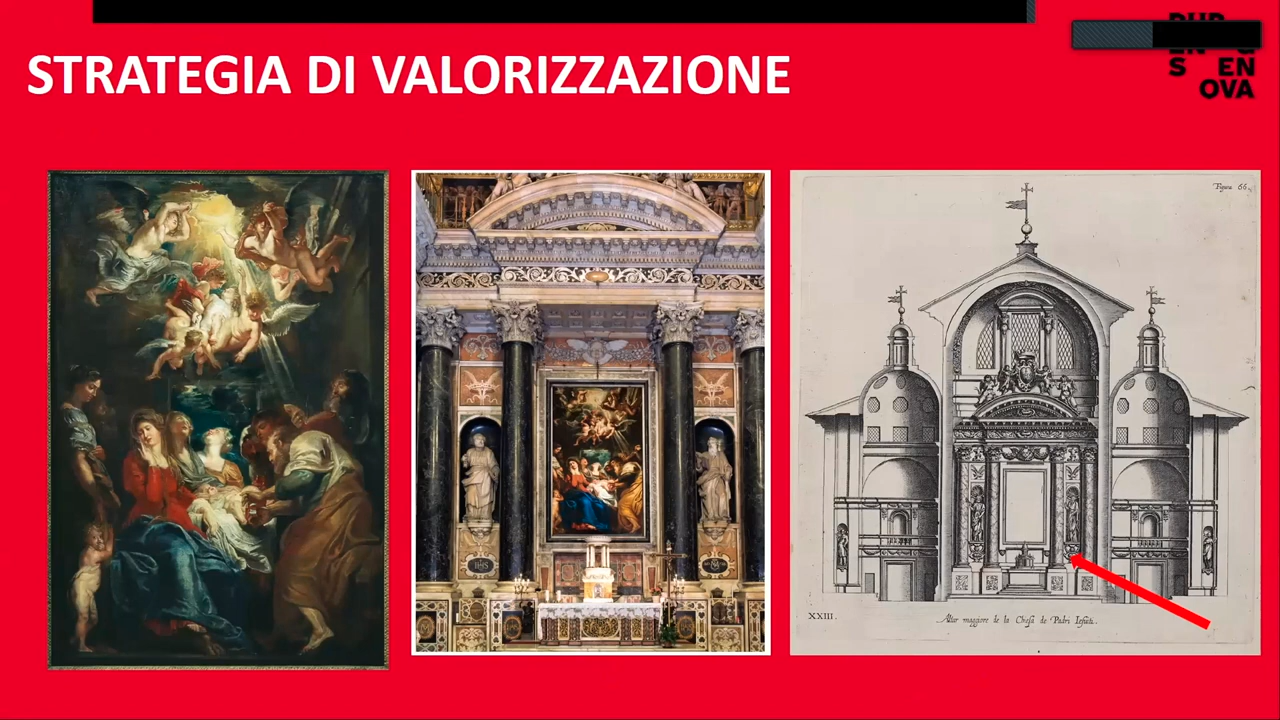 STRATEGIA DI VALORIZZAZIONE
S EN
OVA
Figura 66.
IHS
XXIII.
Altar maggiore de la Chiesa de Padri Iesuiti.